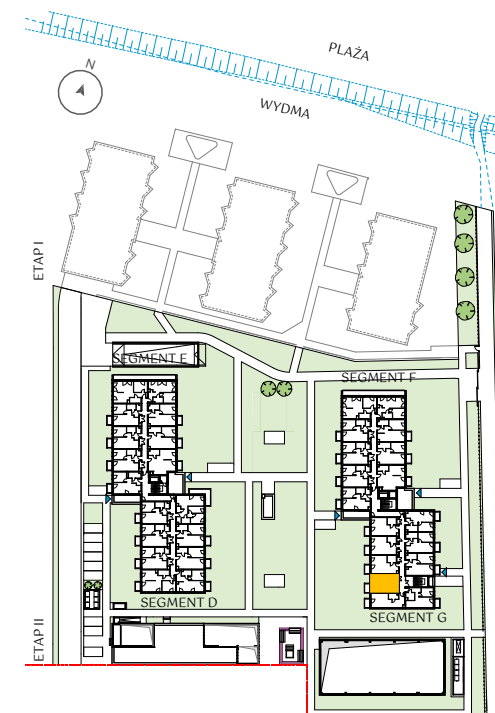 PLAŻA
N
WYDMA
ETAP I
SEGMENT E
SEGMENT F
SEGMENT D
SEGMENT G
ETAP II